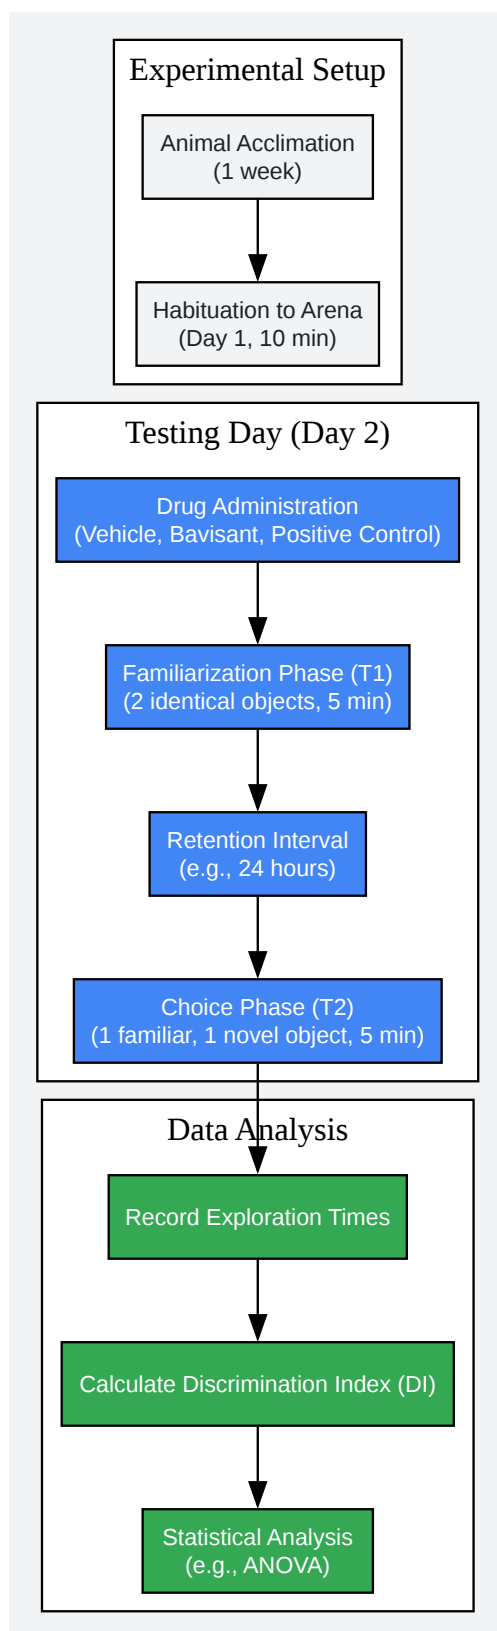 Experimental Setup
Animal Acclimation
(1 week)
Habituation to Arena
(Day 1, 10 min)
Testing Day (Day 2)
Drug Administration
(Vehicle, Bavisant, Positive Control)
Familiarization Phase (T1)
(2 identical objects, 5 min)
Retention Interval
(e.g., 24 hours)
Choice Phase (T2)
(1 familiar, 1 novel object, 5 min)
Data Analysis
Record Exploration Times
Calculate Discrimination Index (DI)
Statistical Analysis
(e.g., ANOVA)